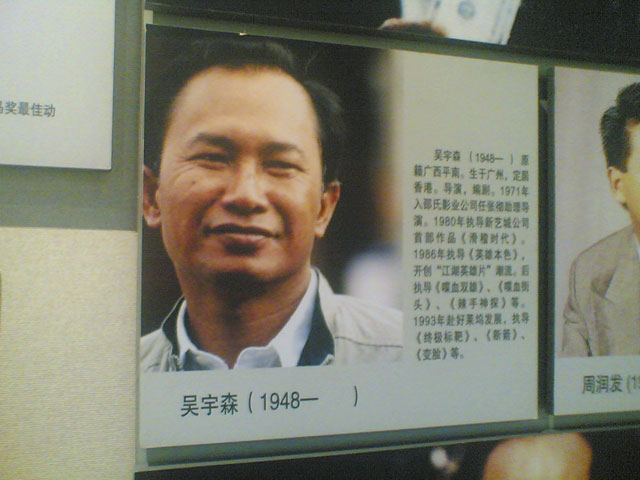 奖最佳动
吴宇森 （1948— ） 原
籍广西平南。生于广州，定居
香港。导演，编剧。1971年
入邵氏影业公司任张彻助理导
演。1980年执导新艺城公司
首部作品《滑稽时代》。
1986年执导《英雄本色》，
开创“江湖英雄片”潮流。后
执导《喋血双雄》、《喋血街
头》、《辣手神探》等。
1993年赴好莱坞发展，执导
《终极标靶》、《断箭》、
《变脸》等。
吴宇森（1948— ）
周润发 (19